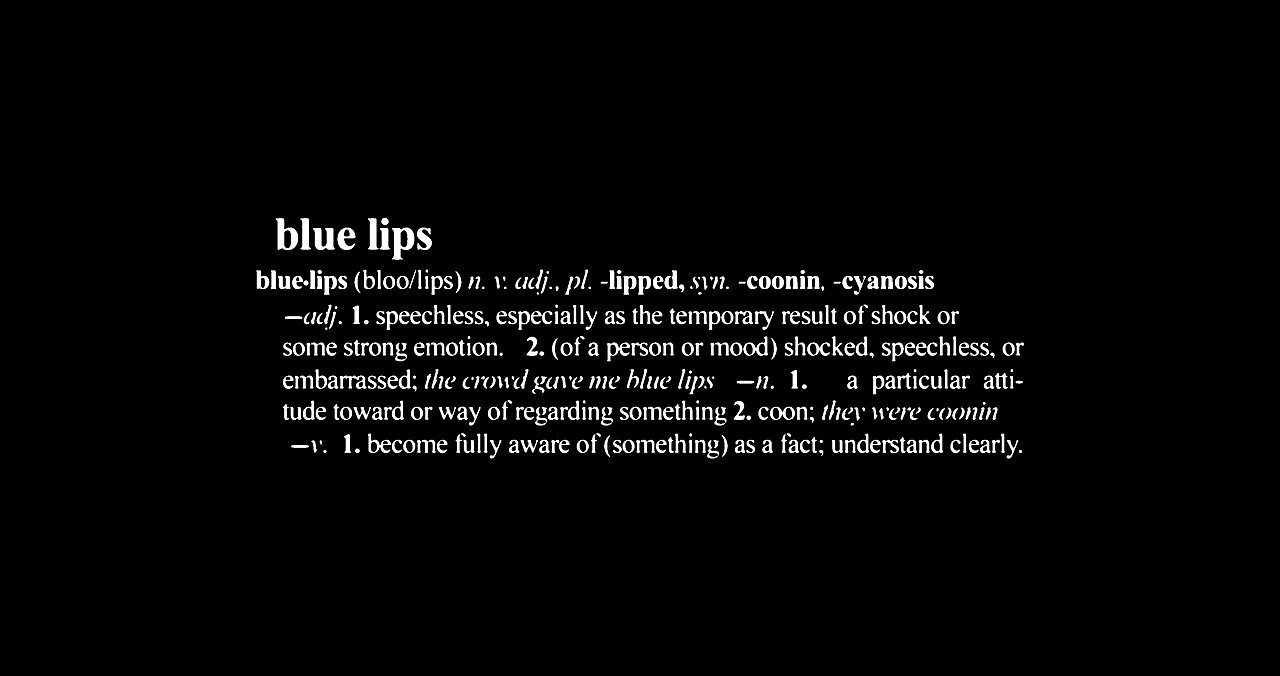 blue lips
blue•lips (bloo/lips) n. v. adj., pl. -lipped, syn. -coonin, -cyanosis
—adj. 1. speechless, especially as the temporary result of shock or
some strong emotion. 2. (of a person or mood) shocked, speechless, or
embarrassed; the crowd gave me blue lips —n. 1. a particular atti-
tude toward or way of regarding something 2. coon; they were coonin
—v. 1. become fully aware of (something) as a fact; understand clearly.